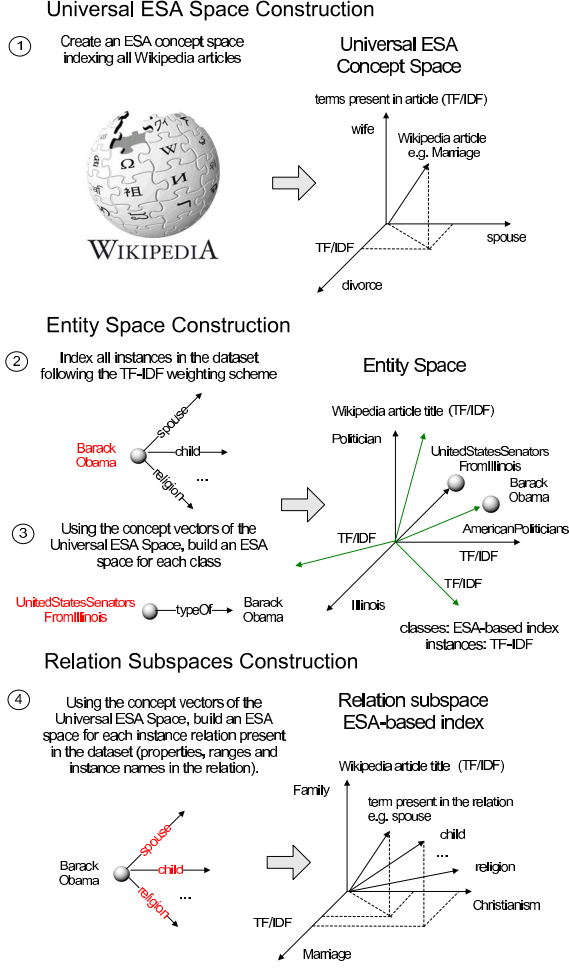 Universal ESA Space Construction
1
Create an ESA concept space
indexing all Wikipedia articles
Universal ESA
Concept Space
terms present in article (TF/IDF)
wife
Wikipedia article
e.g. Marriage
spouse
TF/IDF
divorce
Ω
W
И
祖
WIKIPEDIA
Entity Space Construction
2
Index all instances in the dataset
following the TF-IDF weighting scheme
Barack
Obama
spouse
child
religion
...
3
Using the concept vectors of the
Universal ESA Space, build an ESA
space for each class
UnitedStatesSenators
FromIllinois
typeOf
Barack
Obama
Entity Space
Wikipedia article title (TF/IDF)
Politician
UnitedStatesSenators
FromIllinois
Barack
Obama
AmericanPoliticians
TF/IDF
TF/IDF
TF/IDF
Illinois
classes: ESA-based index
instances: TF-IDF
Relation Subspaces Construction
4
Using the concept vectors of the
Universal ESA Space, build an ESA
space for each instance relation present
in the dataset (properties, ranges and
instance names in the relation).
Barack
Obama
spouse
child
religion
...
Relation subspace
ESA-based index
Wikipedia article title (TF/IDF)
Family
term present in the relation
e.g. spouse
child
...
religion
Christianism
TF/IDF
Marriage